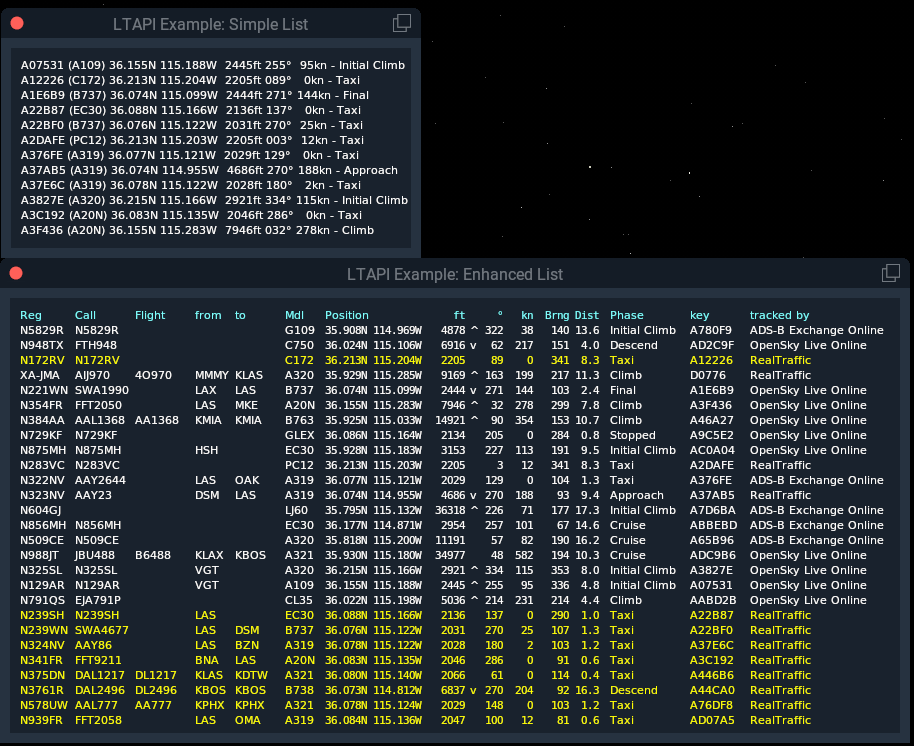 LTAPI Example: Simple List
A07531 (A109) 36.155N 115.188W 2445ft 255° 95kn - Initial Climb
A12226 (C172) 36.213N 115.204W 2205ft 089° 0kn - Taxi
A1E6B9 (B737) 36.074N 115.099W 2444ft 271° 144kn - Final
A22B87 (EC30) 36.088N 115.166W 2136ft 137° 0kn - Taxi
A22BF0 (B737) 36.076N 115.122W 2031ft 270° 25kn - Taxi
A2DAFE (PC12) 36.213N 115.203W 2205ft 003° 12kn - Taxi
A376FE (A319) 36.077N 115.121W 2029ft 129° 0kn - Taxi
A37AB5 (A319) 36.074N 114.955W 4686ft 270° 188kn - Approach
A37E6C (A319) 36.078N 115.122W 2028ft 180° 2kn - Taxi
A3827E (A320) 36.215N 115.166W 2921ft 334° 115kn - Initial Climb
A3C192 (A20N) 36.083N 115.135W 2046ft 286° 0kn - Taxi
A3F436 (A20N) 36.155N 115.283W 7946ft 032° 278kn - Climb
LTAPI Example: Enhanced List
Reg Call Flight from to Mdl Position ft ° kn Brng Dist Phase key tracked by
N5829R N5829R G109 35.908N 114.969W 4878 ^ 322 38 140 13.6 Initial Climb A780F9 ADS-B Exchange Online
N948TX FTH948 C750 36.024N 115.106W 6916 v 62 217 151 4.0 Descend AD2C9F OpenSky Live Online
N172RV N172RV C172 36.213N 115.204W 2205 89 0 341 8.3 Taxi A12226 RealTraffic
XA-JMA AIJ970 4O970 MMMY KLAS A320 35.929N 115.285W 9169 ^ 163 199 217 11.3 Climb D0776 RealTraffic
N221WN SWA1990 LAX LAS B737 36.074N 115.099W 2444 v 271 144 103 2.4 Final A1E6B9 OpenSky Live Online
N354FR FFT2050 LAS MKE A20N 36.155N 115.283W 7946 ^ 32 278 299 7.8 Climb A3F436 OpenSky Live Online
N384AA AAL1368 AA1368 KMIA KMIA B763 35.925N 115.033W 14921 ^ 90 354 153 10.7 Climb A46A27 OpenSky Live Online
N729KF N729KF GLEX 36.086N 115.164W 2134 205 0 284 0.8 Stopped A9C5E2 OpenSky Live Online
N875MH N875MH HSH EC30 35.928N 115.183W 3153 227 113 191 9.5 Initial Climb AC0A04 OpenSky Live Online
N283VC N283VC PC12 36.213N 115.203W 2205 3 12 341 8.3 Taxi A2DAFE RealTraffic
N322NV AAY2644 LAS OAK A319 36.077N 115.121W 2029 129 0 104 1.3 Taxi A376FE ADS-B Exchange Online
N323NV AAY23 DSM LAS A319 36.074N 114.955W 4686 v 270 188 93 9.4 Approach A37AB5 RealTraffic
N604GJ LJ60 35.795N 115.132W 36318 ^ 226 71 177 17.3 Initial Climb A7D6BA ADS-B Exchange Online
N856MH N856MH EC30 36.177N 114.871W 2954 257 101 67 14.6 Cruise ABBEBD ADS-B Exchange Online
N509CE N509CE A320 35.818N 115.200W 11191 57 82 190 16.2 Cruise A65B96 ADS-B Exchange Online
N988JT JBU488 B6488 KLAX KBOS A321 35.930N 115.180W 34977 48 582 194 10.3 Cruise ADC9B6 OpenSky Live Online
N325SL N325SL VGT A320 36.215N 115.166W 2921 ^ 334 115 353 8.0 Initial Climb A3827E OpenSky Live Online
N129AR N129AR VGT A109 36.155N 115.188W 2445 ^ 255 95 336 4.8 Initial Climb A07531 OpenSky Live Online
N791QS EJA791P CL35 36.022N 115.198W 5036 ^ 214 231 214 4.4 Climb AABD2B OpenSky Live Online
N239SH N239SH LAS EC30 36.088N 115.166W 2136 137 0 290 1.0 Taxi A22B87 RealTraffic
N239WN SWA4677 LAS DSM B737 36.076N 115.122W 2031 270 25 107 1.3 Taxi A22BF0 RealTraffic
N324NV AAY86 LAS BZN A319 36.078N 115.122W 2028 180 2 103 1.2 Taxi A37E6C RealTraffic
N341FR FFT9211 BNA LAS A20N 36.083N 115.135W 2046 286 0 91 0.6 Taxi A3C192 RealTraffic
N375DN DAL1217 DL1217 KLAS KDTW A321 36.080N 115.140W 2066 61 0 114 0.4 Taxi A446B6 RealTraffic
N3761R DAL2496 DL2496 KBOS KBOS B738 36.073N 114.812W 6837 v 270 204 92 16.3 Descend A44CA0 RealTraffic
N578UW AAL777 AA777 KPHX KPHX A321 36.078N 115.124W 2029 148 0 103 1.2 Taxi A76DF8 RealTraffic
N939FR FFT2058 LAS OMA A319 36.084N 115.136W 2047 100 12 81 0.6 Taxi AD07A5 RealTraffic